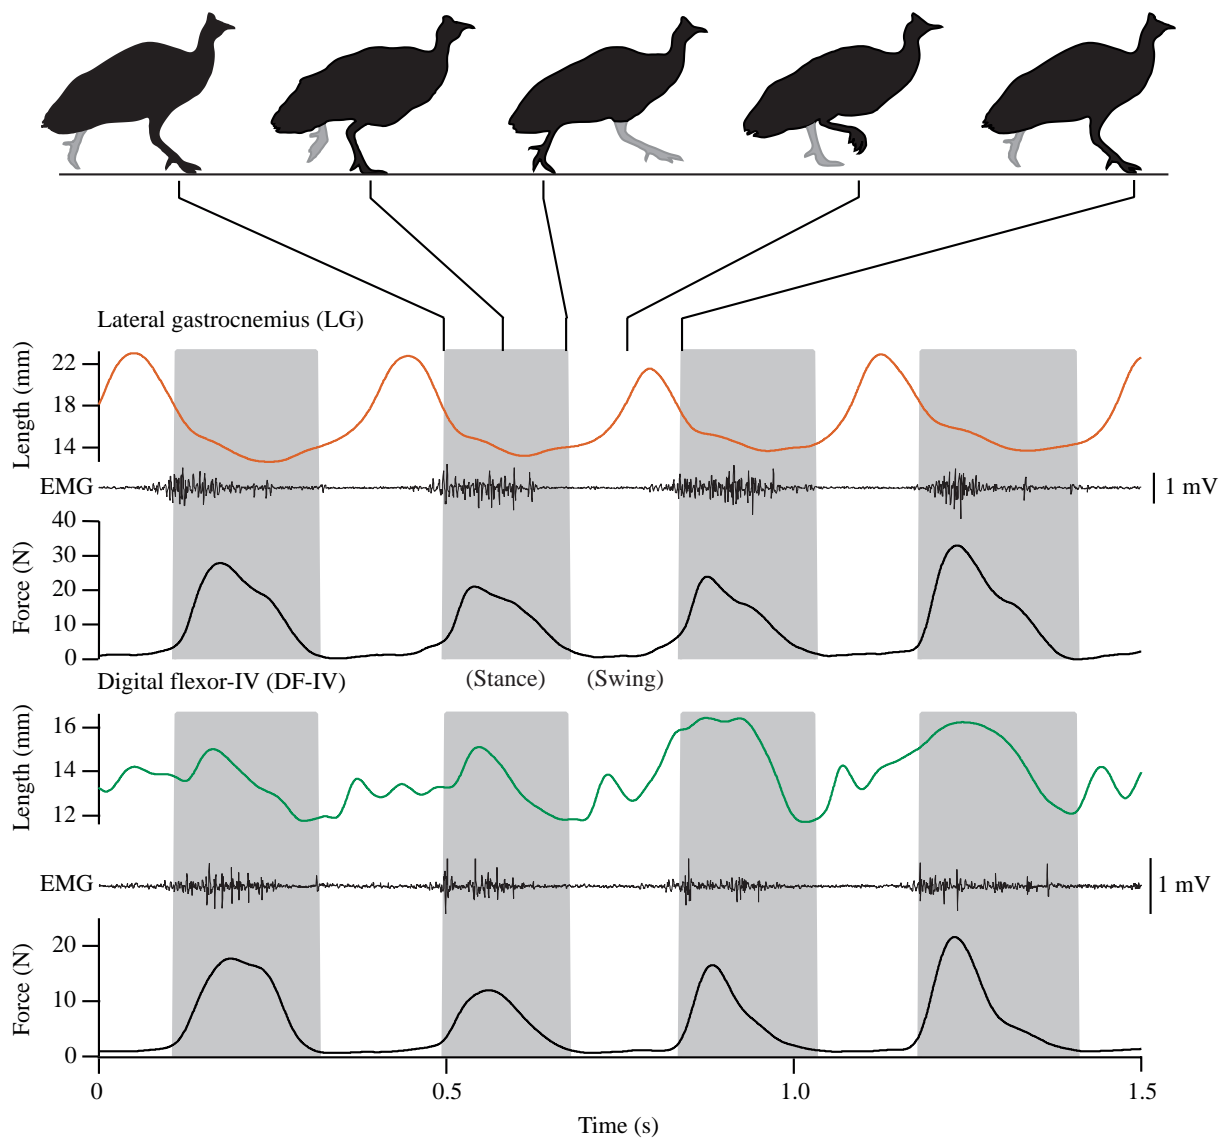 Lateral gastrocnemius (LG)
Length (mm)
22
18
14
EMG
1 mV
Force (N)
40
30
20
10
0
Digital flexor-IV (DF-IV)
(Stance)
(Swing)
Length (mm)
16
14
12
EMG
1 mV
Force (N)
20
10
0
0
0.5
1.0
1.5
Time (s)